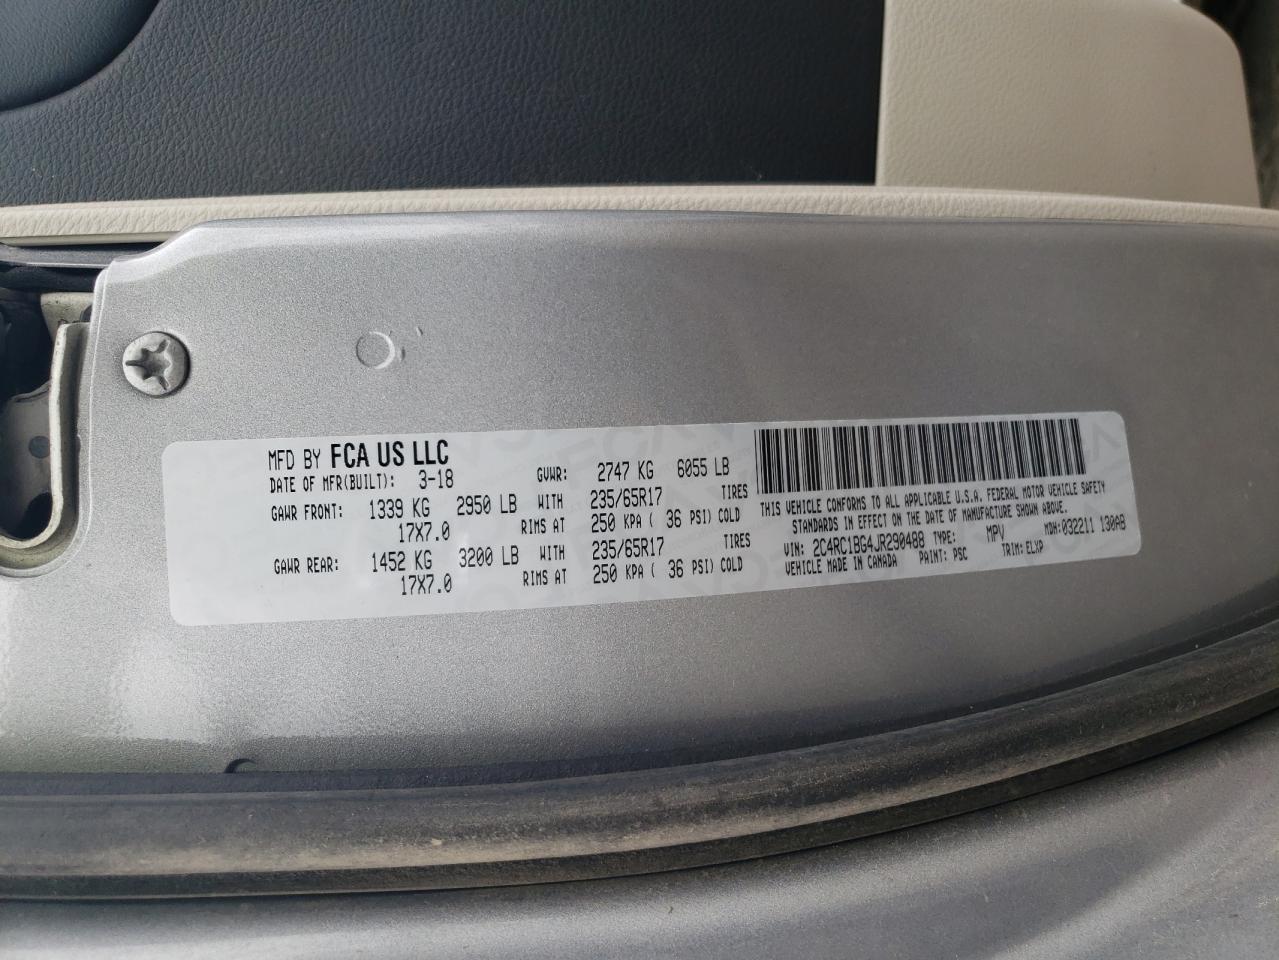 MFD BY FCA US LLC
DATE OF MFR(BUILT): 3-18 GVWR: 2747 KG 6055 LB
GAWR FRONT: 1339 KG 2950 LB WITH 235/65R17 TIRES
17X7.0 RIMS AT 250 KPA ( 36 PSI) COLD
GAWR REAR: 1452 KG 3200 LB WITH 235/65R17 TIRES
17X7.0 RIMS AT 250 KPA ( 36 PSI) COLD
THIS VEHICLE CONFORMS TO ALL APPLICABLE U.S.A. FEDERAL MOTOR VEHICLE SAFETY
STANDARDS IN EFFECT ON THE DATE OF MANUFACTURE SHOWN ABOVE.
VIN: 2C4RC1BG4JR290488 TYPE: MPV MDH:032211 130AB
VEHICLE MADE IN CANADA PAINT: PSC TRIM: ELXP